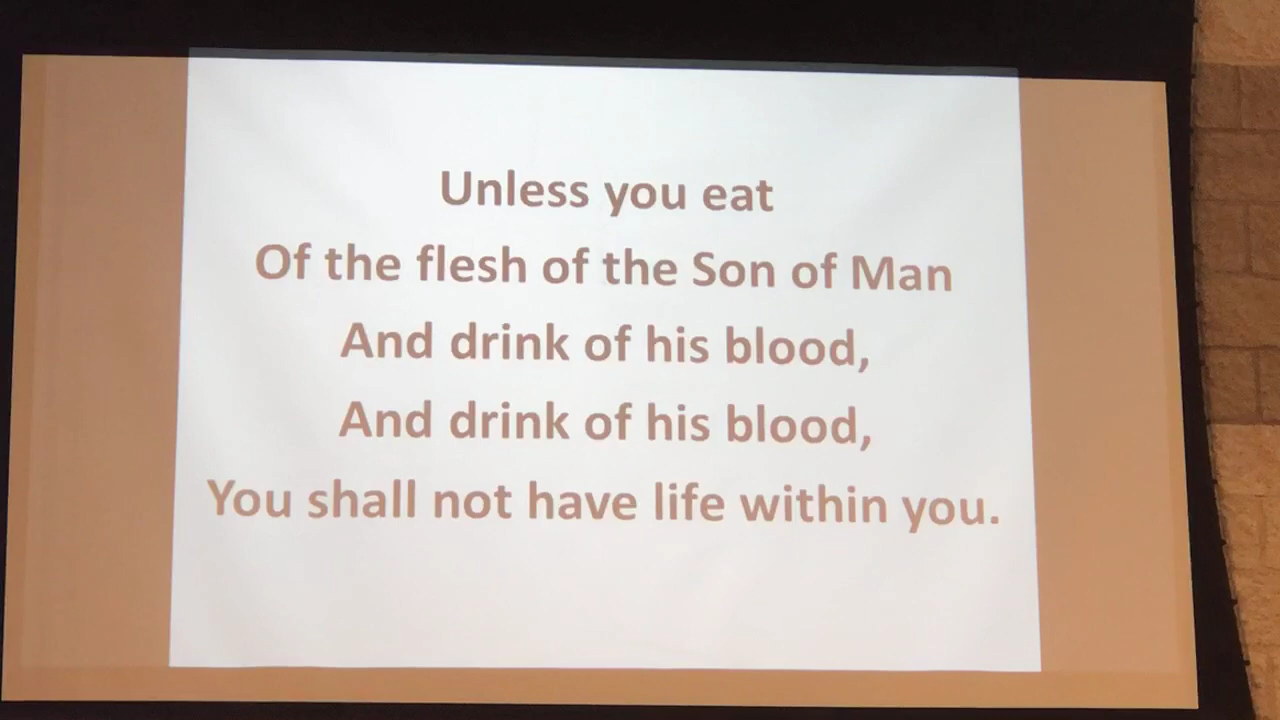 Unless you eat
Of the flesh of the Son of Man
And drink of his blood,
And drink of his blood,
You shall not have life within you.